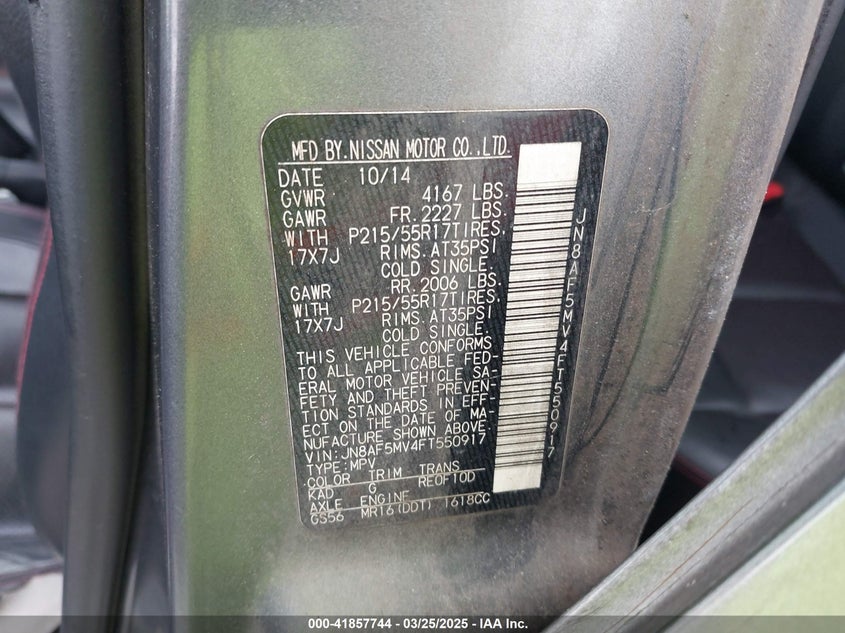 MFD BY.NISSAN MOTOR CO.,LTD.
DATE 10/14
GVWR 4167 LBS.
GAWR FR. 2227 LBS.
WITH P215/55R17TIRES.
17X7J RIMS. AT35PSI
COLD SINGLE.
GAWR RR. 2006 LBS.
WITH P215/55R17TIRES.
17X7J RIMS. AT35PSI
COLD SINGLE.
THIS VEHICLE CONFORMS
TO ALL APPLICABLE FED-
ERAL MOTOR VEHICLE SA-
FETY AND THEFT PREVEN-
TION STANDARDS IN EFF-
ECT ON THE DATE OF MA-
NUFACTURE SHOWN ABOVE.
VIN: JN8AF5MV4FT550917
TYPE: MPV
COLOR TRIM TRANS
KAD G RE0F10D
AXLE ENGINE
GS56 MR16(DDT) 1618CC
JN8AF5MV4FT550917
000-41857744 - 03/25/2025 - IAA Inc.